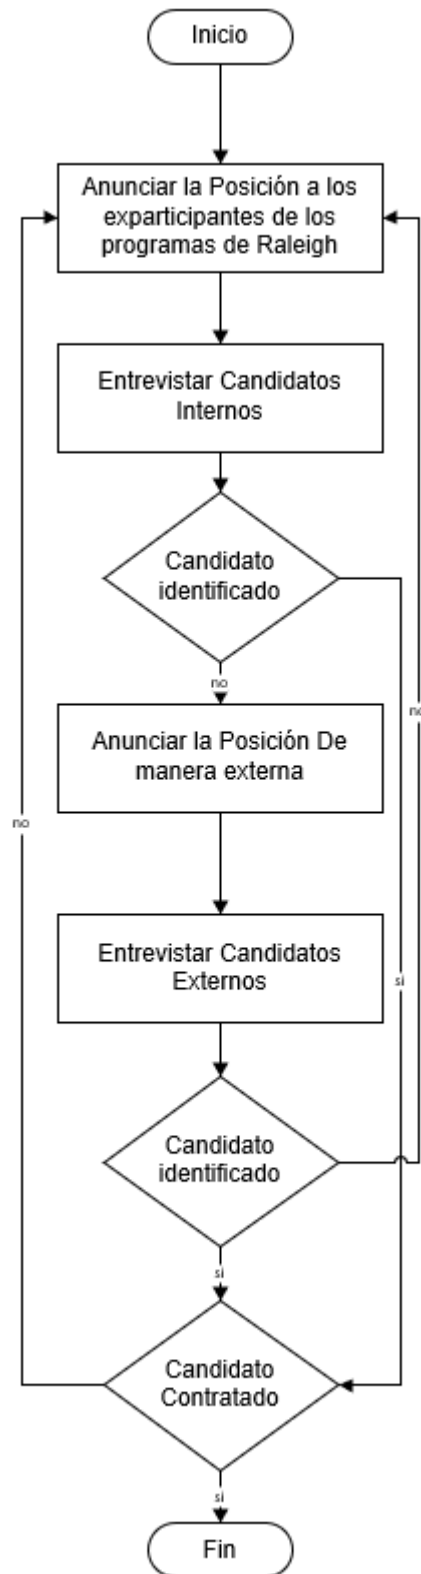 Inicio
Anunciar la Posición a los
exparticipantes de los
programas de Raleigh
Entrevistar Candidatos
Internos
Candidato
identificado
no
Anunciar la Posición De
manera externa
no
no
Entrevistar Candidatos
Externos
si
Candidato
identificado
si
Candidato
Contratado
si
Fin